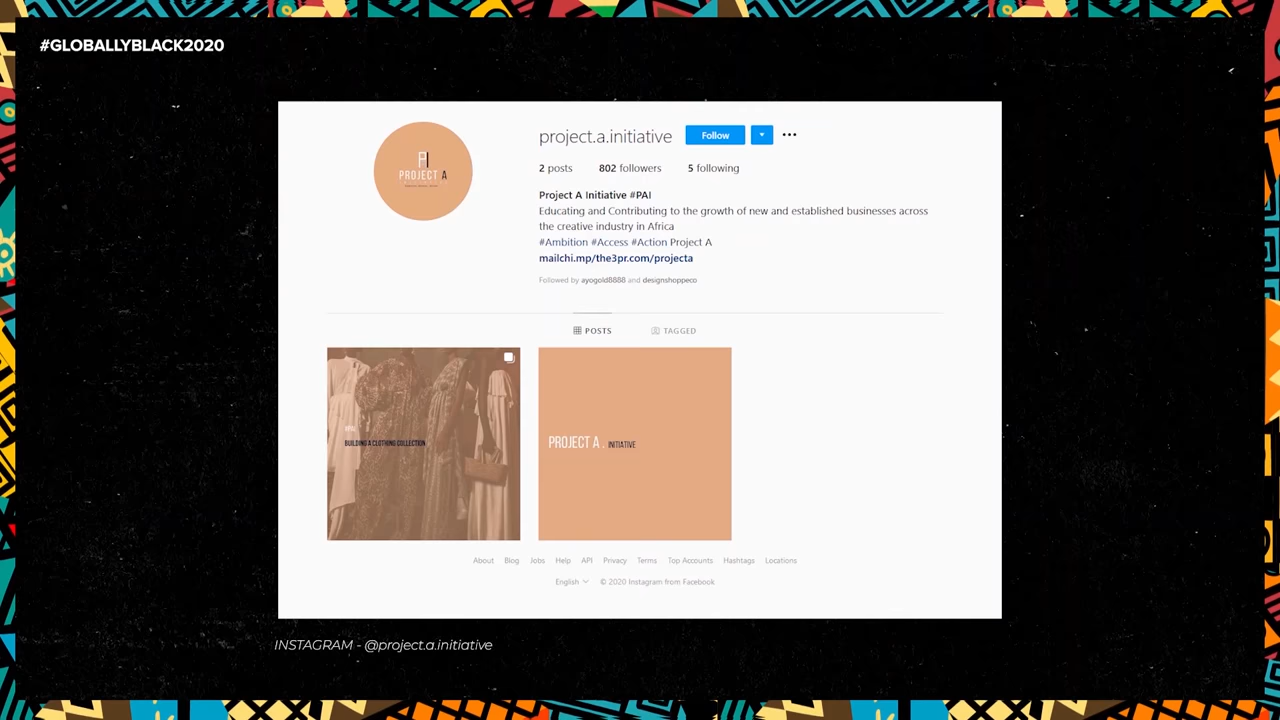 #GLOBALLYBLACK2020
project.a.initiative Follow
2 posts 802 followers 5 following
PROJECT A
Project A Initiative #PAI
Educating and Contributing to the growth of new and established businesses across
the creative industry in Africa
#Ambition #Access #Action Project A
mailchi.mp/the3pr.com/projecta
Followed by ayogold8888 and designshoppeco
POSTS TAGGED
#PAI
BUILDING A CLOTHING COLLECTION
PROJECT A INITIATIVE
About Blog Jobs Help API Privacy Terms Top Accounts Hashtags Locations
English © 2020 Instagram from Facebook
INSTAGRAM - @project.a.initiative